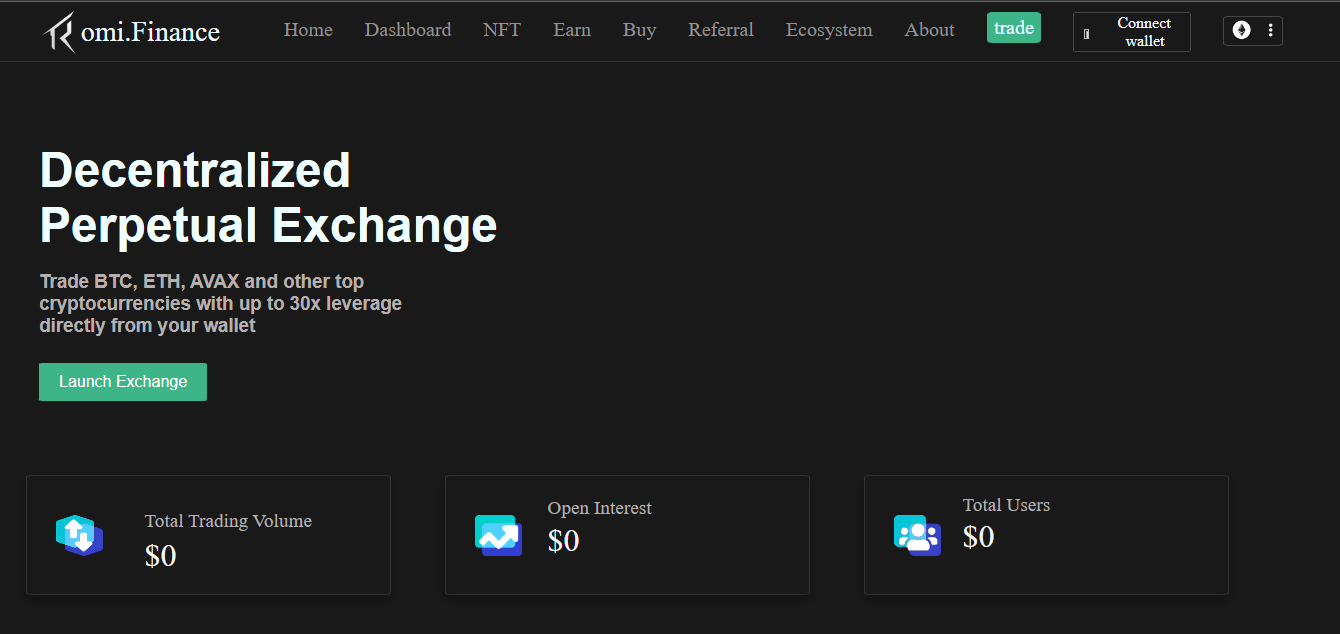 omi.Finance
Home Dashboard NFT Earn Buy Referral Ecosystem About trade Connect
wallet
Decentralized
Perpetual Exchange
Trade BTC, ETH, AVAX and other top
cryptocurrencies with up to 30x leverage
directly from your wallet
Launch Exchange
Total Trading Volume
$0
Open Interest
$0
Total Users
$0